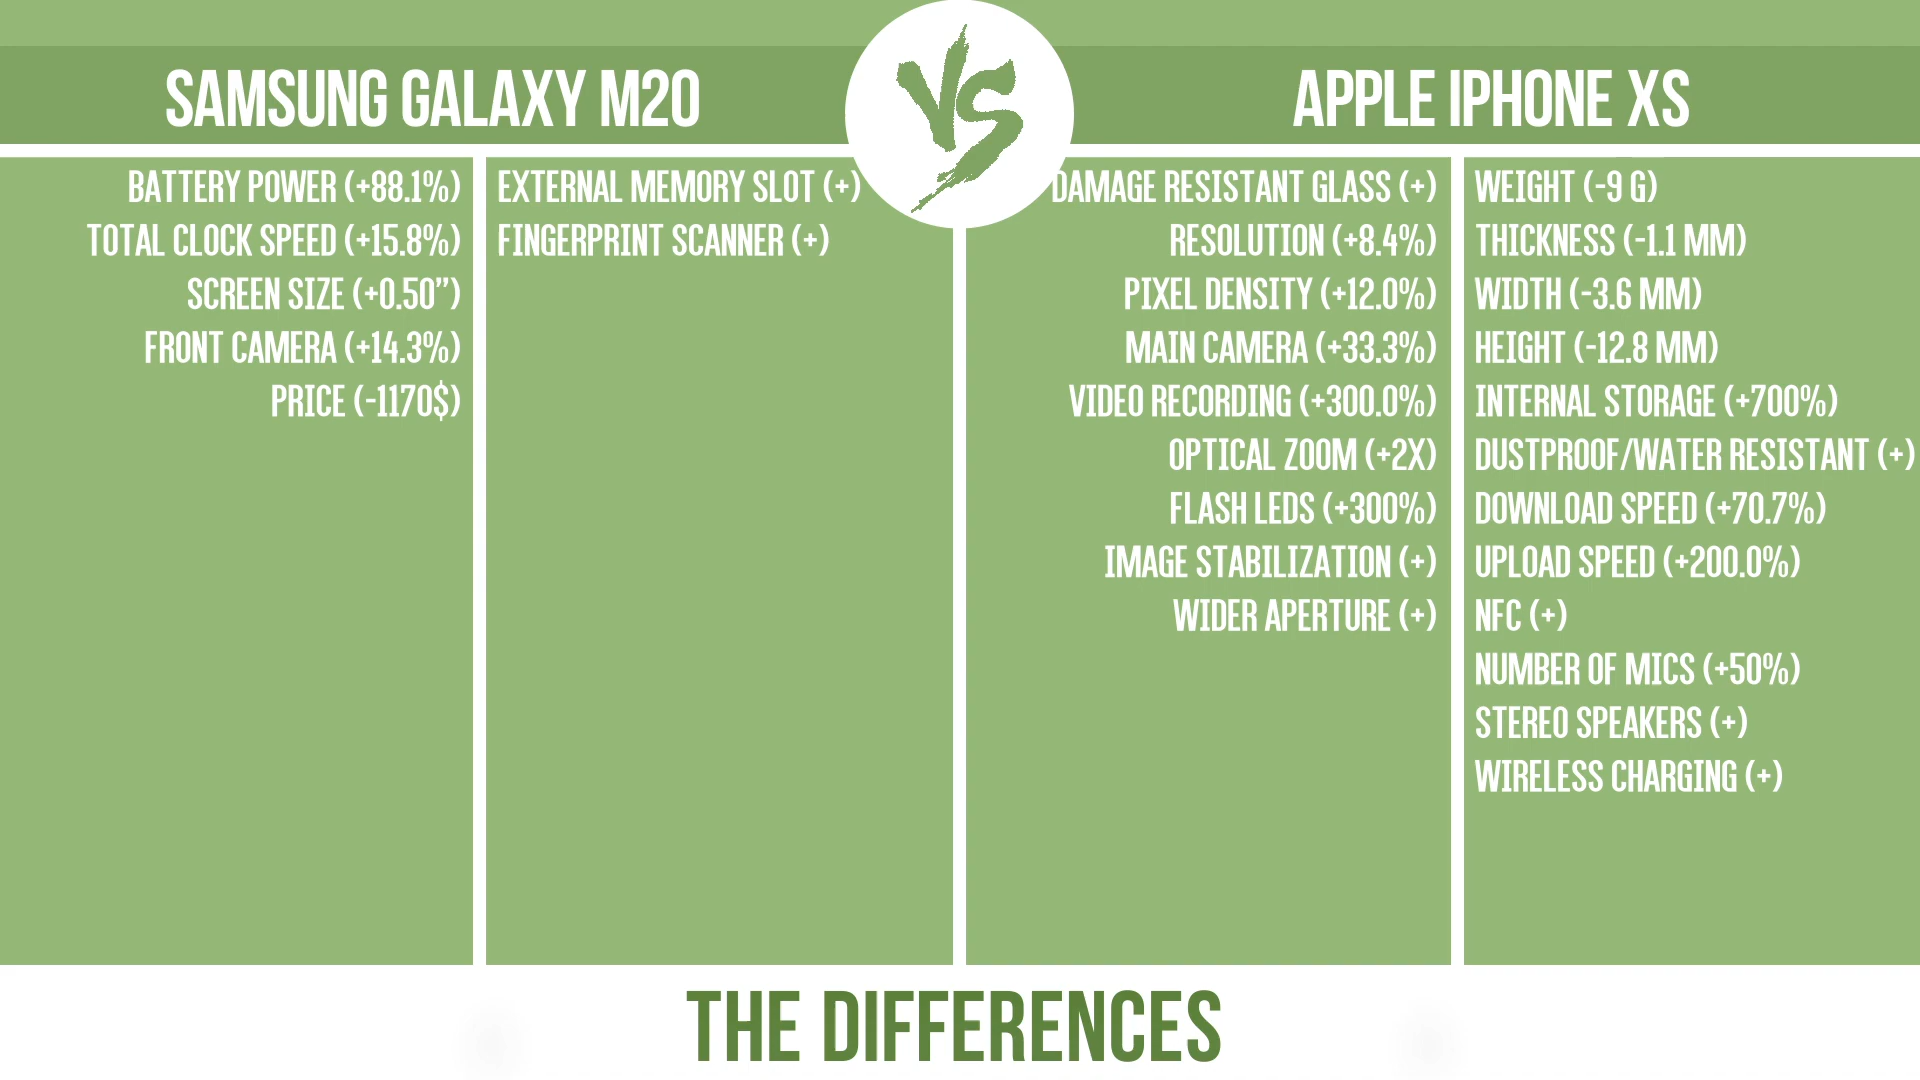 SAMSUNG GALAXY M20
VS
APPLE IPHONE XS
BATTERY POWER (+88.1%)
TOTAL CLOCK SPEED (+15.8%)
SCREEN SIZE (+0.50”)
FRONT CAMERA (+14.3%)
PRICE (-1170$)
EXTERNAL MEMORY SLOT (+)
FINGERPRINT SCANNER (+)
DAMAGE RESISTANT GLASS (+)
RESOLUTION (+8.4%)
PIXEL DENSITY (+12.0%)
MAIN CAMERA (+33.3%)
VIDEO RECORDING (+300.0%)
OPTICAL ZOOM (+2X)
FLASH LEDS (+300%)
IMAGE STABILIZATION (+)
WIDER APERTURE (+)
WEIGHT (-9 G)
THICKNESS (-1.1 MM)
WIDTH (-3.6 MM)
HEIGHT (-12.8 MM)
INTERNAL STORAGE (+700%)
DUSTPROOF/WATER RESISTANT (+)
DOWNLOAD SPEED (+70.7%)
UPLOAD SPEED (+200.0%)
NFC (+)
NUMBER OF MICS (+50%)
STEREO SPEAKERS (+)
WIRELESS CHARGING (+)
THE DIFFERENCES